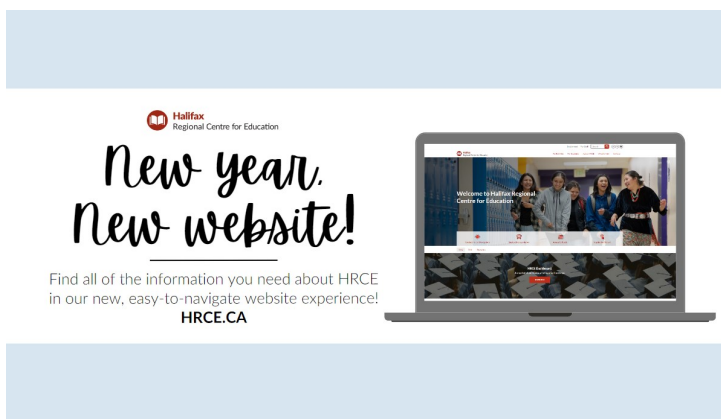 Halifax
Regional Centre for Education
New year,
New website!
Find all of the information you need about HRCE
in our new, easy-to-navigate website experience!
HRCE.CA
Welcome to Halifax Regional
Centre for Education